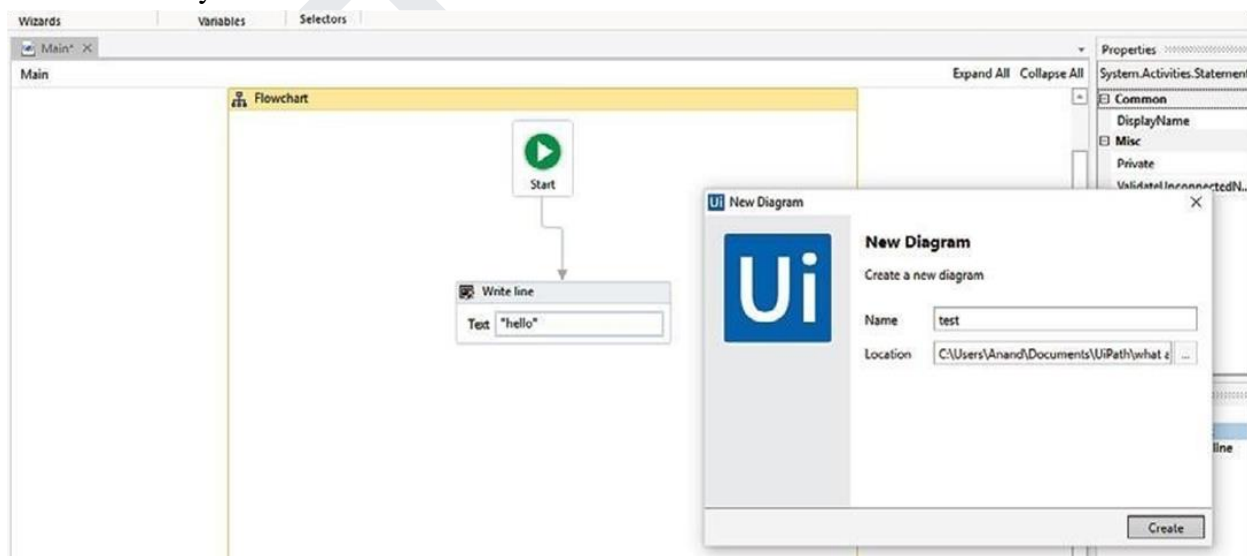 Wizards Variables Selectors
Main* X
Properties
Main
Expand All Collapse All
System.Activities.Statement
Flowchart
Common
DisplayName
Misc
Private
ValidateUnconnectedN...
Start
Write line
Text "hello"
New Diagram
Ui
New Diagram
Create a new diagram
Name test
Location C:\Users\Anand\Documents\UiPath\what a ...
line
Create